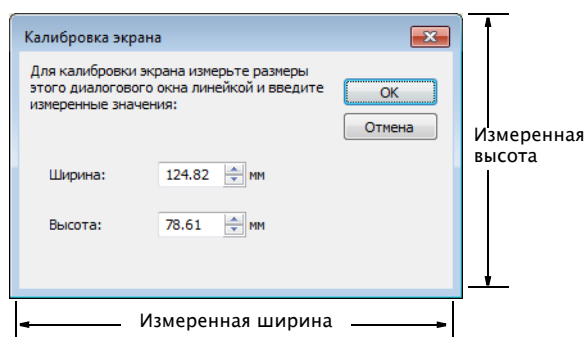 Калибровка экрана
Для калибровки экрана измерьте размеры
этого диалогового окна линейкой и введите
измеренные значения:
OK
Отмена
Ширина: 124.82 мм
Высота: 78.61 мм
Измеренная
высота
Измеренная ширина